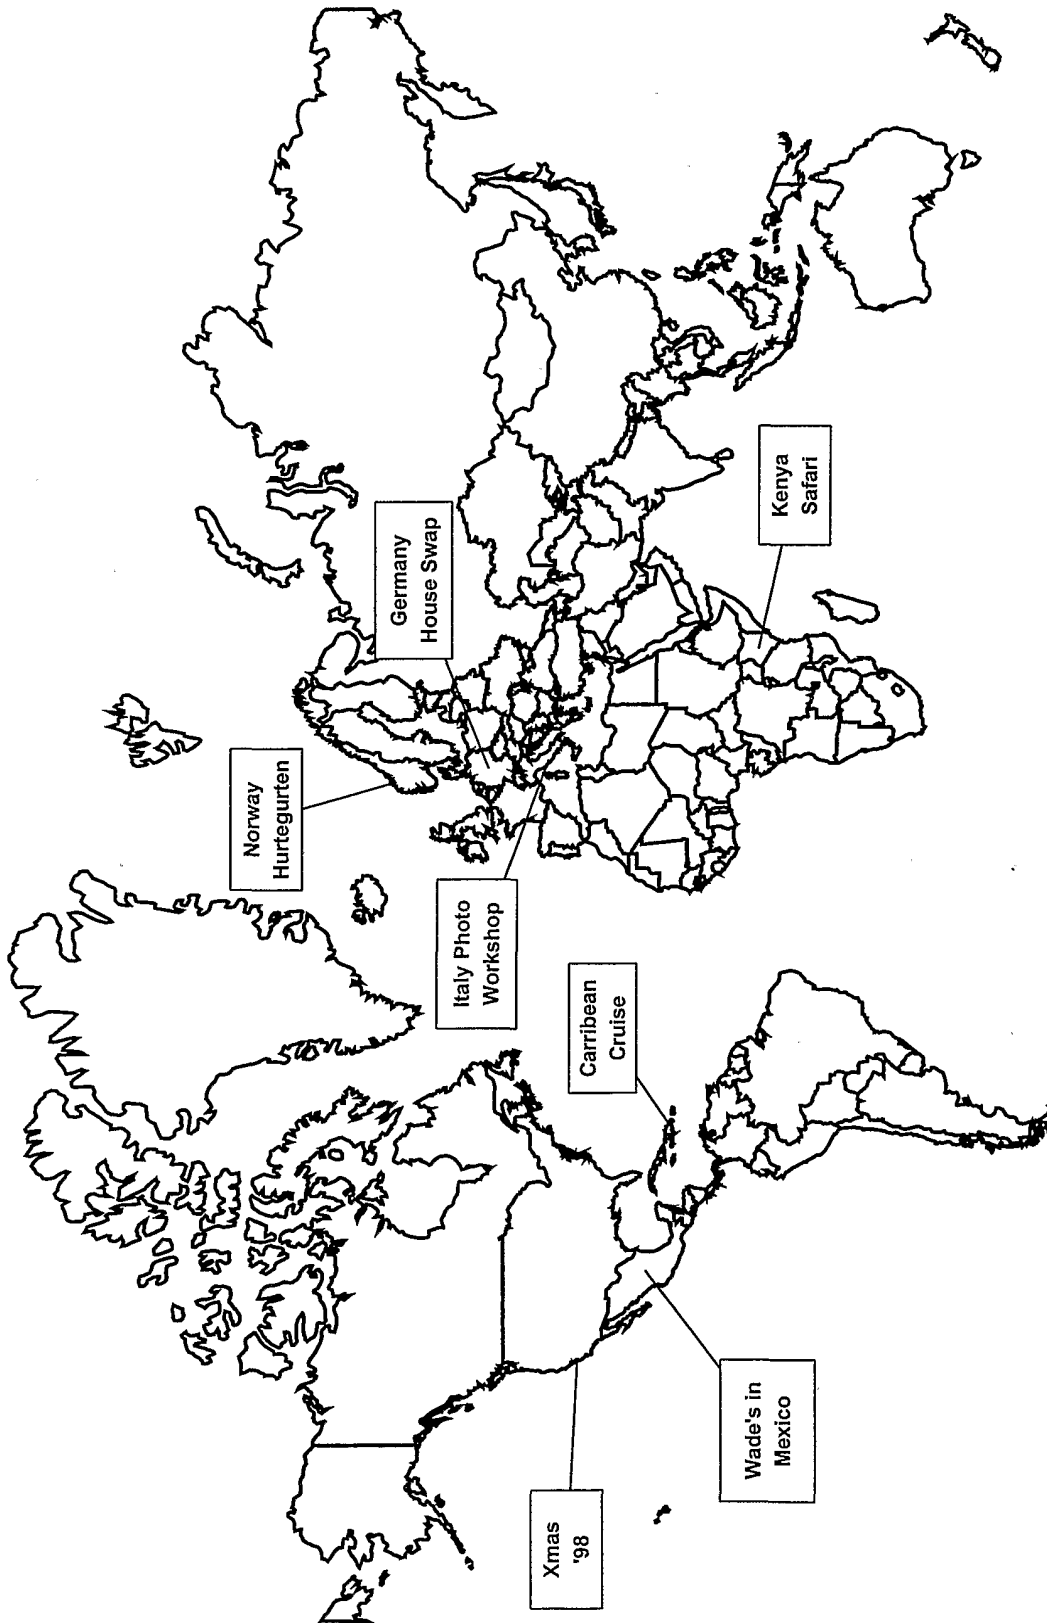 Norway
Hurtegurten
Germany
House Swap
Italy Photo
Workshop
Carribean
Cruise
Kenya
Safari
Xmas
'98
Wade's in
Mexico